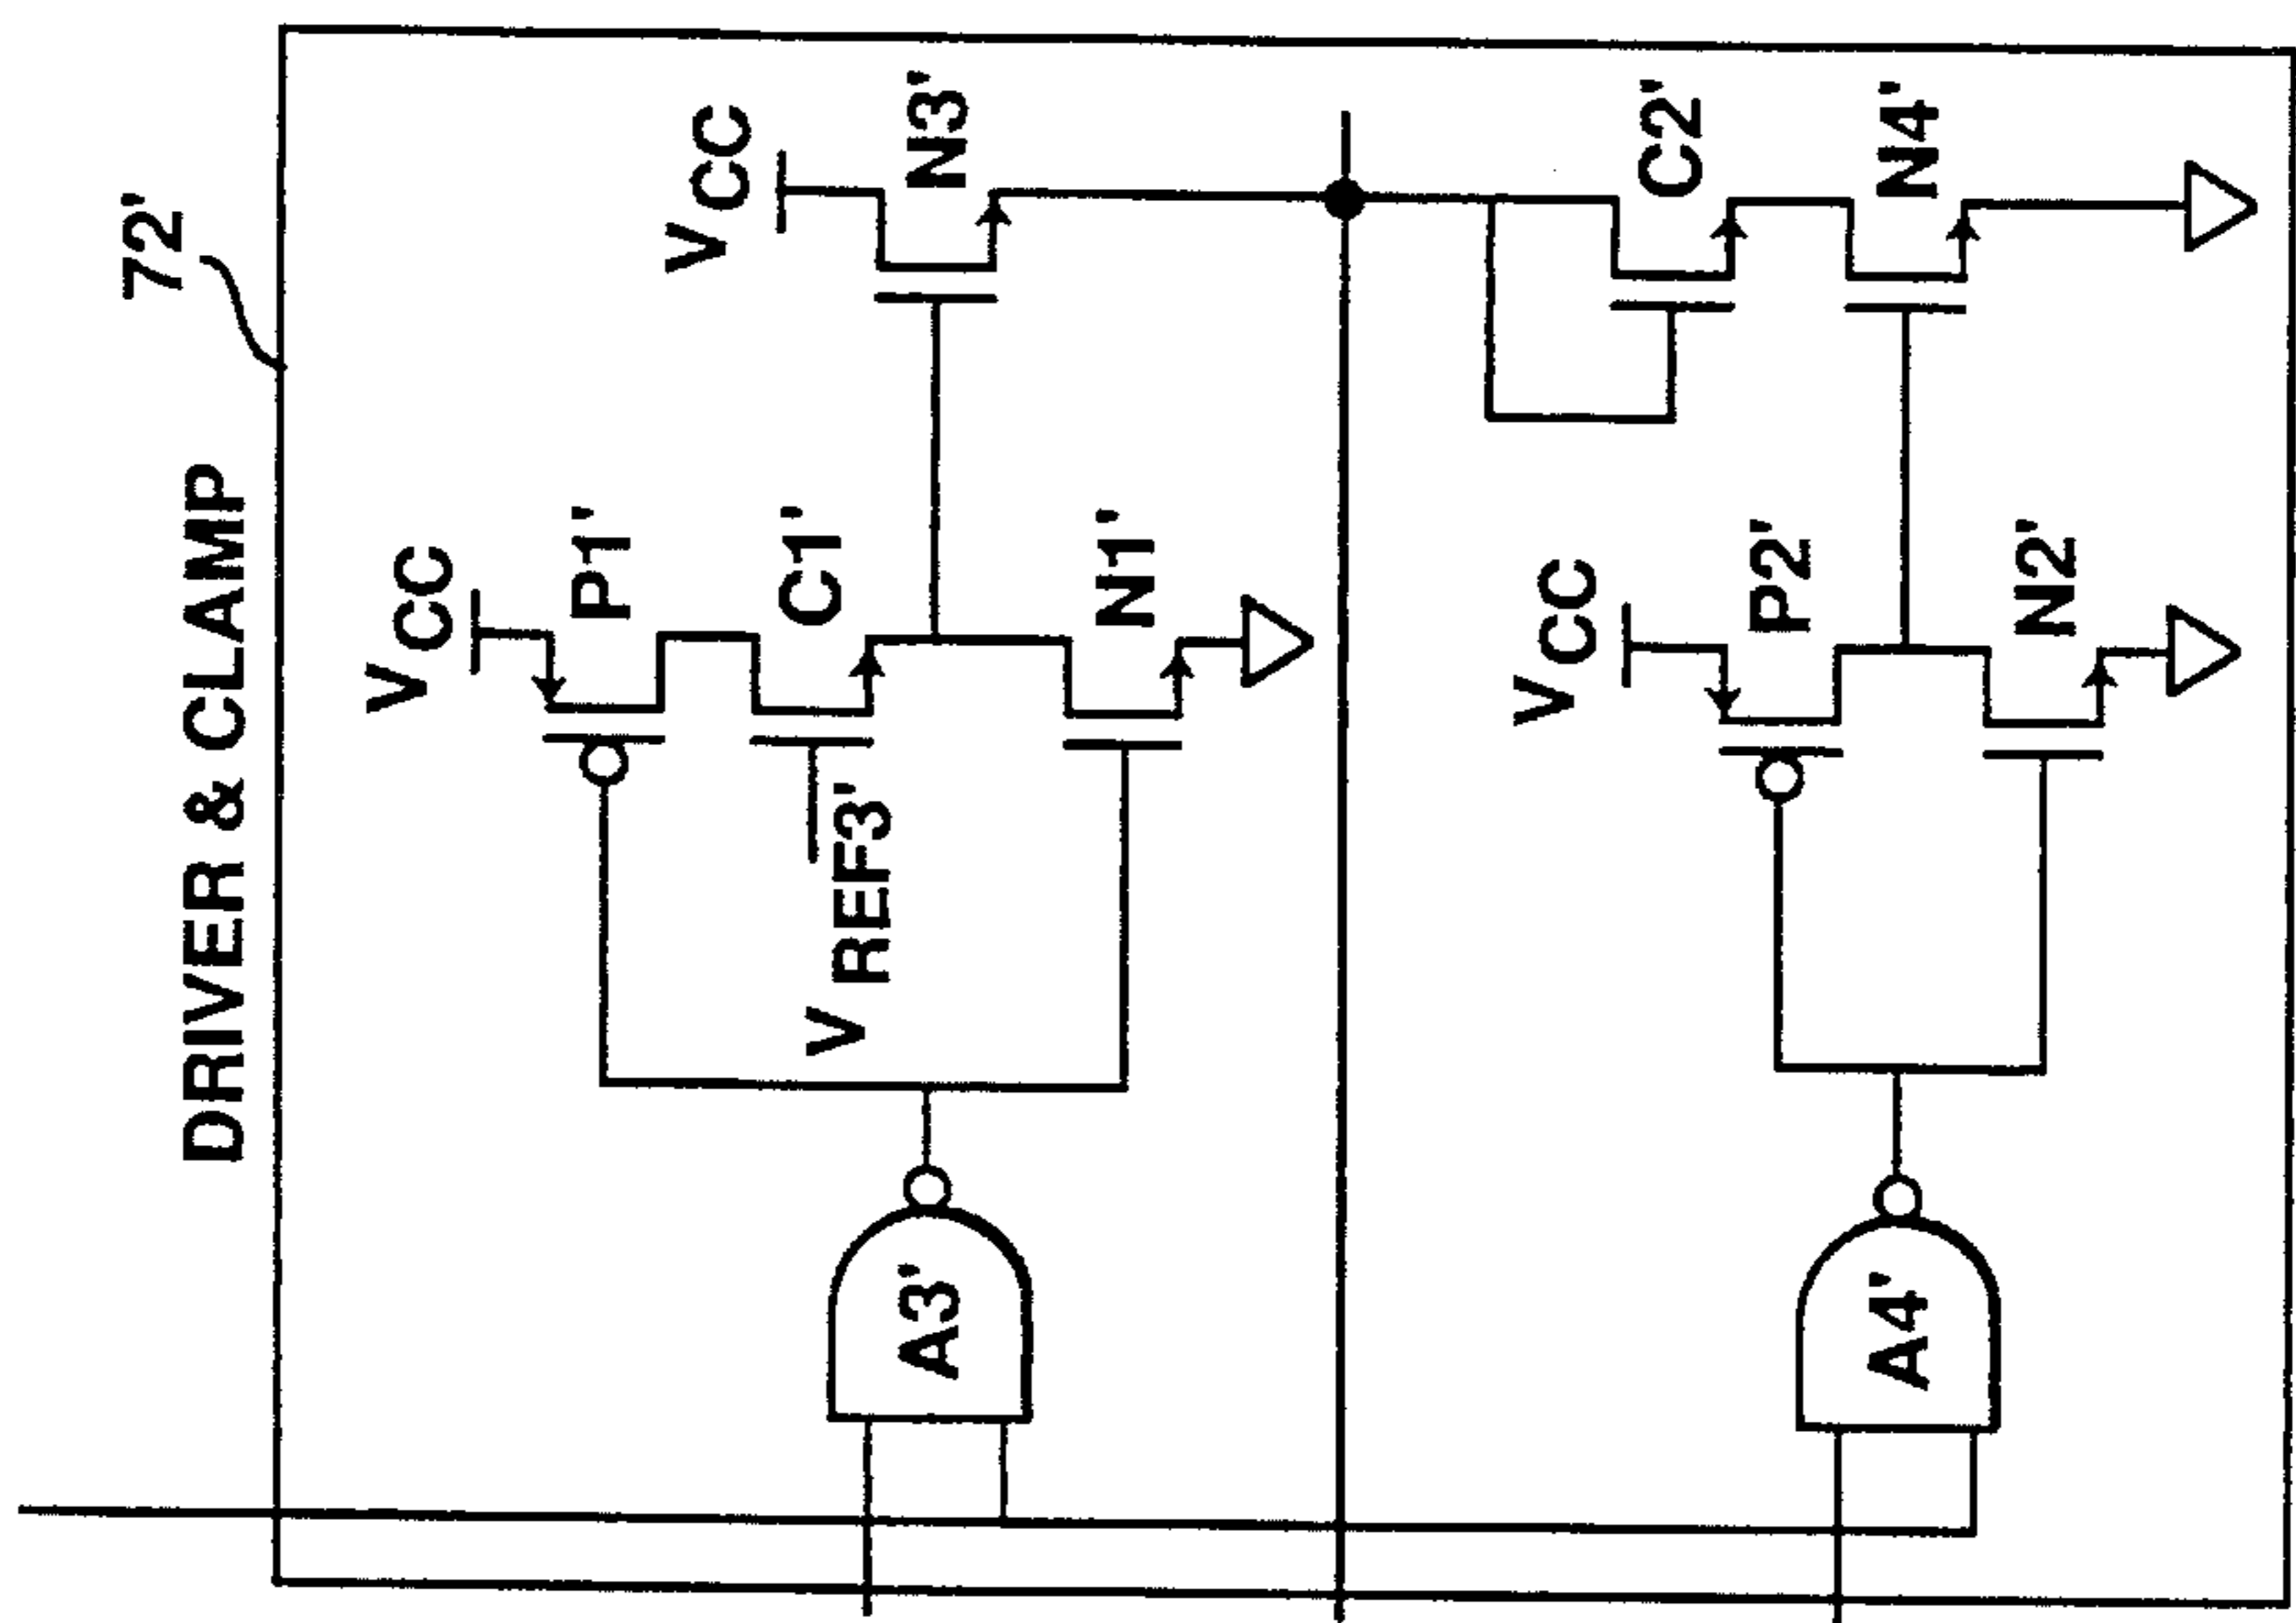 72'
DRIVER & CLAMP
VCC
P1'
C1'
VREF3'
N1'
VCC
N3'
A3'
VCC
P2'
N2'
C2'
N4'
A4'